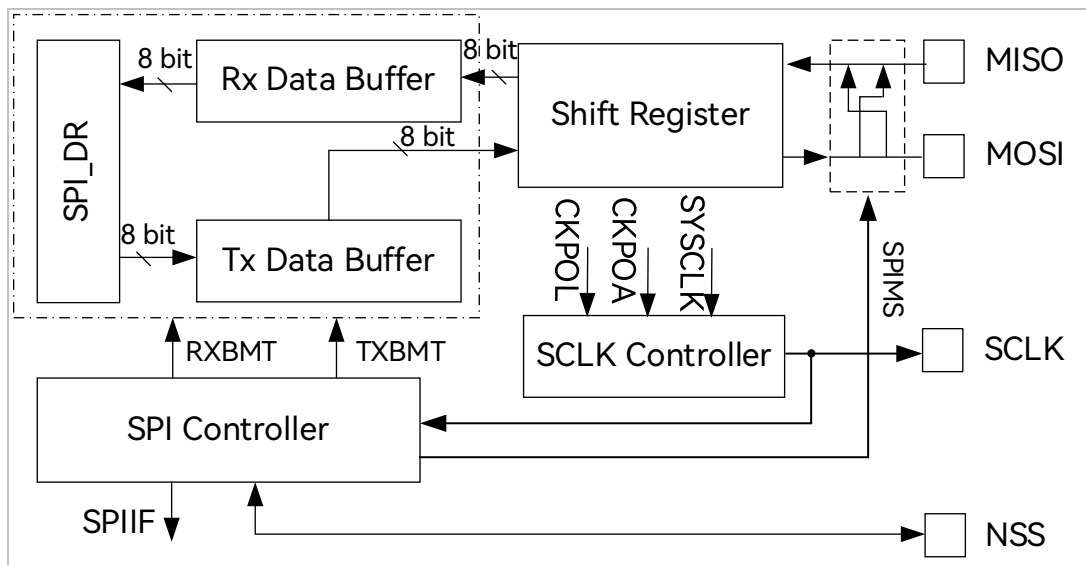 8 bit
Rx Data Buffer
8 bit
Shift Register
MISO
MOSI
SPI_DR
8 bit
8 bit
Tx Data Buffer
CKPOL
CKPOA
SYSCLK
SPIMS
RXBMT
TXBMT
SCLK Controller
SCLK
SPI Controller
SPIIF
NSS